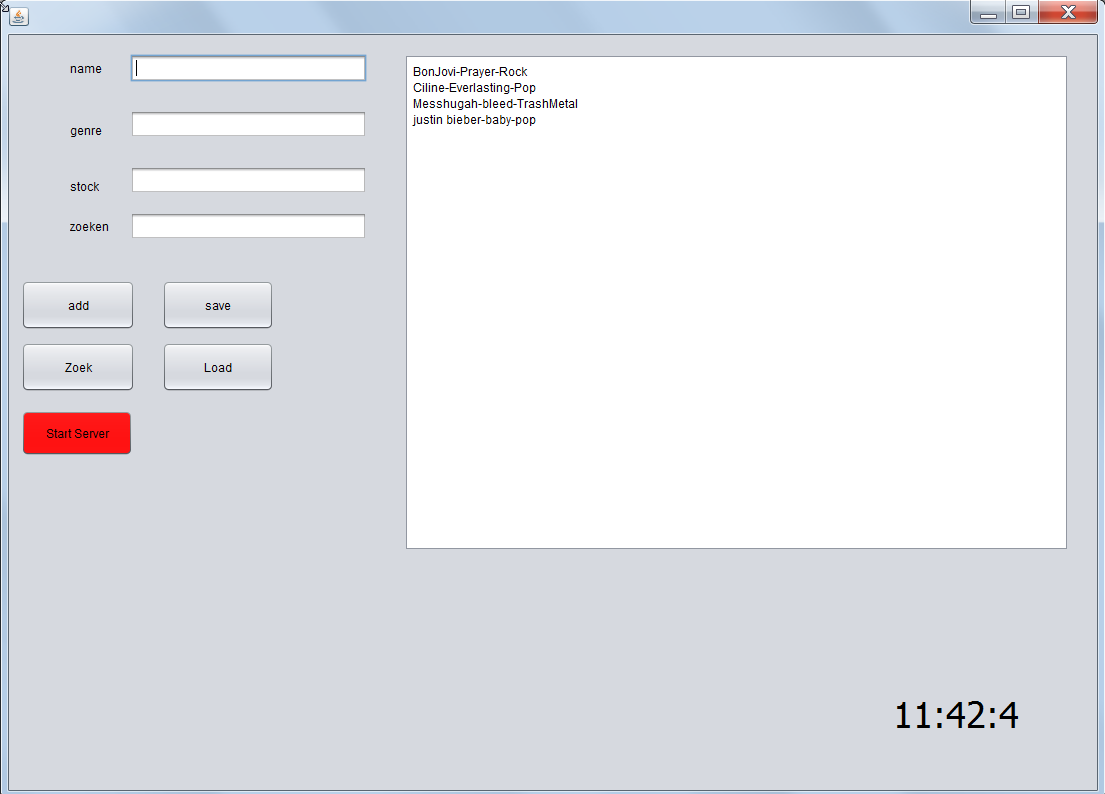 name
genre
stock
zoeken
add
save
Zoek
Load
Start Server
BonJovi-Prayer-Rock
Ciline-Everlasting-Pop
Messhugah-bleed-TrashMetal
justin bieber-baby-pop
11:42:4